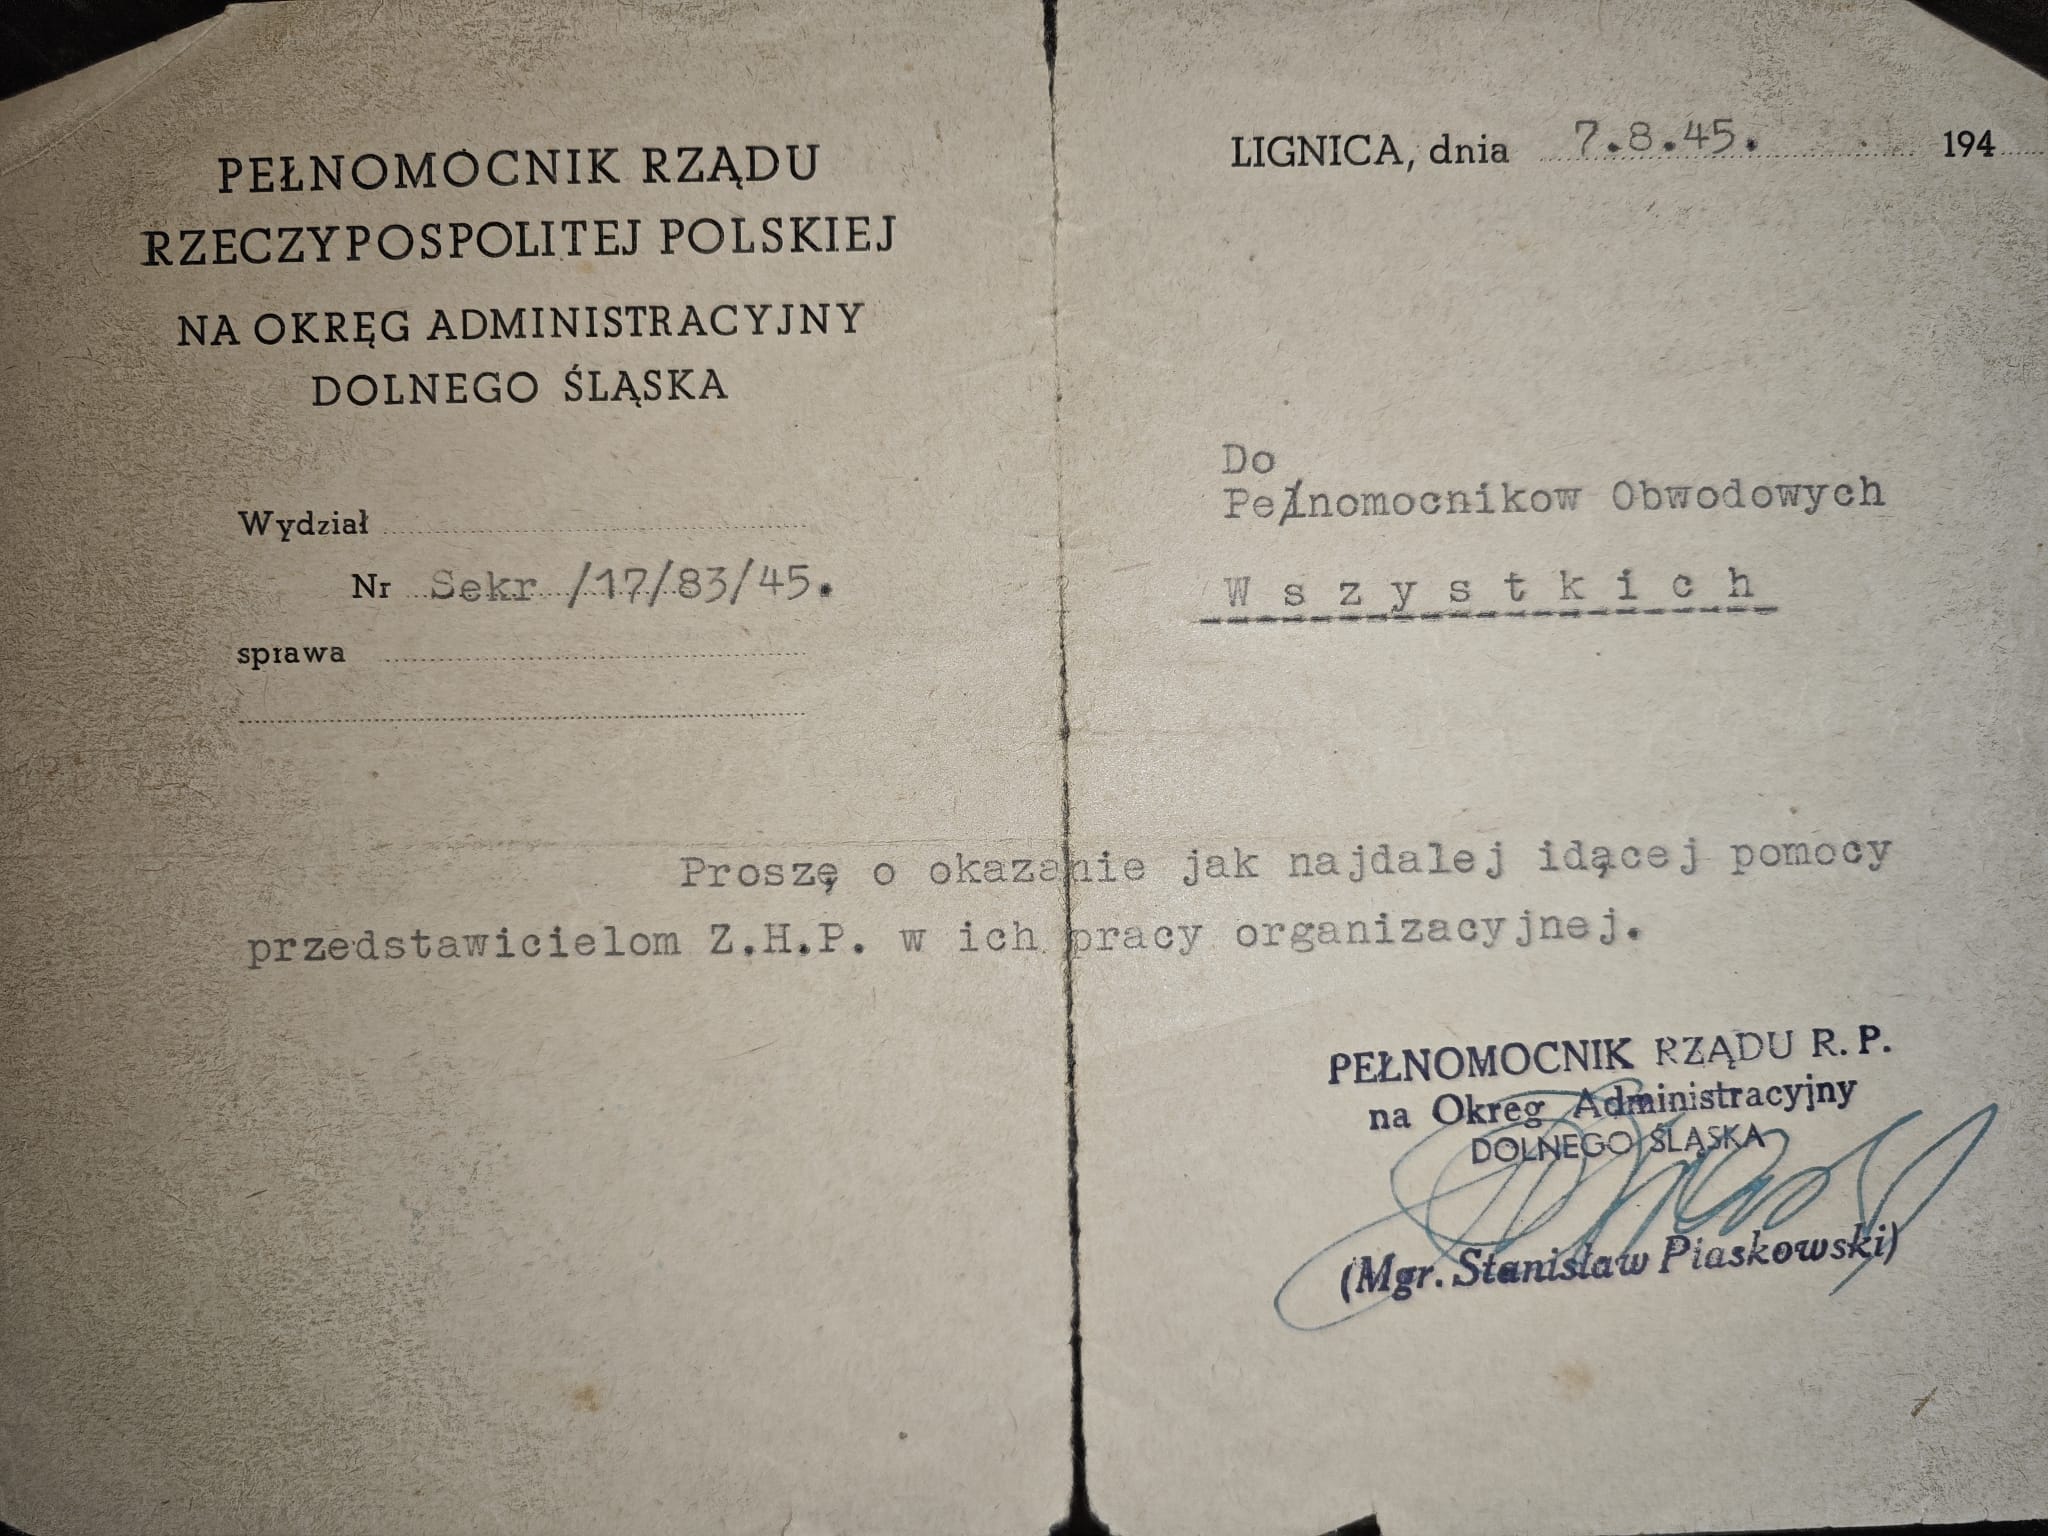 PEŁNOMOCNIK RZĄDU
RZECZYPOSPOLITEJ POLSKIEJ
NA OKRĘG ADMINISTRACYJNY
DOLNEGO ŚLĄSKA
Wydział
Nr Sekr /17/83/45.
sprawa
LIGNICA, dnia 7.8.45. 194
Do
Pełnomocnikow Obwodowych
W s z y s t k i c h
Proszę o okazanie jak najdalej idącej pomocy
przedstawicielom Z.H.P. w ich pracy organizacyjnej.
PEŁNOMOCNIK RZĄDU R. P.
na Okreg Administracyjny
DOLNEGO ŚLĄSKA
(Mgr. Stanisław Piaskowski)